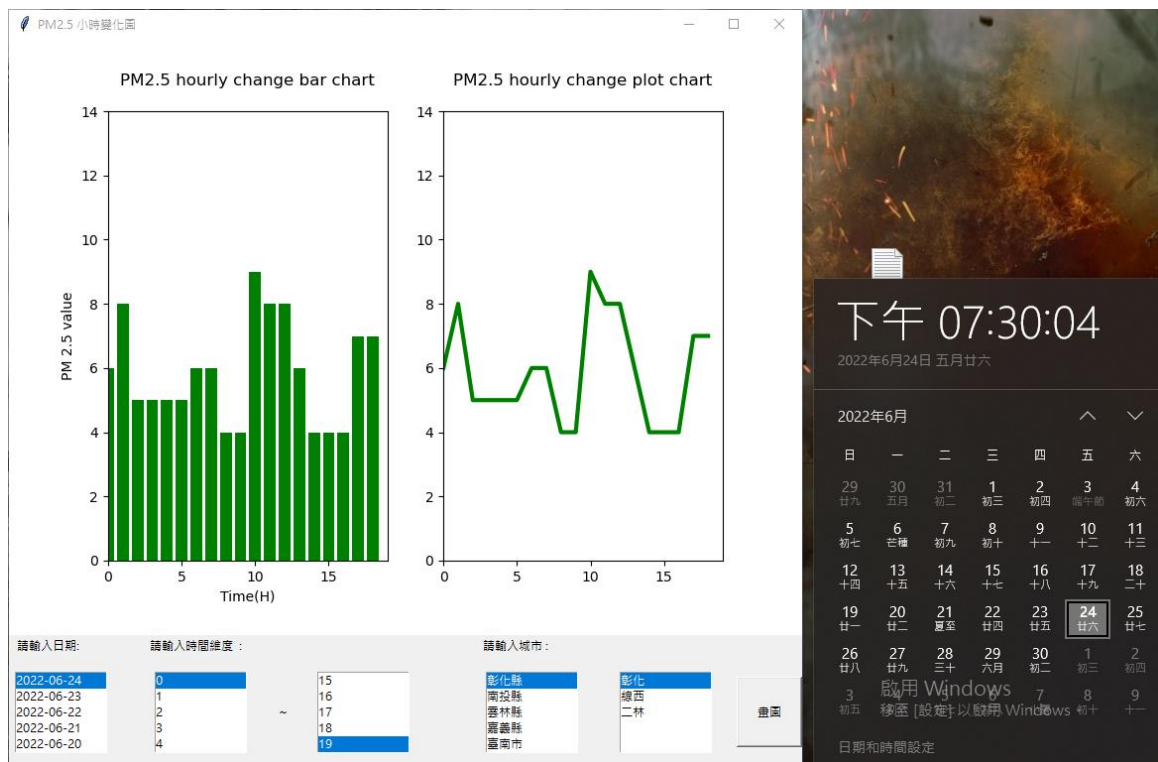 PM2.5 小時變化圖
PM2.5 hourly change bar chart
PM2.5 hourly change plot chart
14
12
10
8
6
4
2
0
PM 2.5 value
0 5 10 15
Time(H)
14
12
10
8
6
4
2
0
0 5 10 15
請輸入日期:
2022-06-24
2022-06-23
2022-06-22
2022-06-21
2022-06-20
請輸入時間維度 :
0
1
2
3
4
~
15
16
17
18
19
請輸入城市 :
彰化縣
南投縣
雲林縣
嘉義縣
臺南市
彰化
線西
二林
畫圖
下午 07:30:04
2022年6月24日 五月廿六
2022年6月
日 一 二 三 四 五 六
29 30 31 1 2 3 4
廿九 五月 初二 初三 初四 端午節 初六
5 6 7 8 9 10 11
初七 芒種 初九 初十 十一 十二 十三
12 13 14 15 16 17 18
十四 十五 十六 十七 十八 十九 二十
19 20 21 22 23 24 25
廿一 廿二 夏至 廿四 廿五 廿六 廿七
26 27 28 29 30 1 2
廿八 廿九 三十 六月 初二 初三 初四
3 4 5 6 7 8 9
初五 初十 十一
啟用 Windows
移至 [設定] 以啟用 Windows。
日期和時間設定